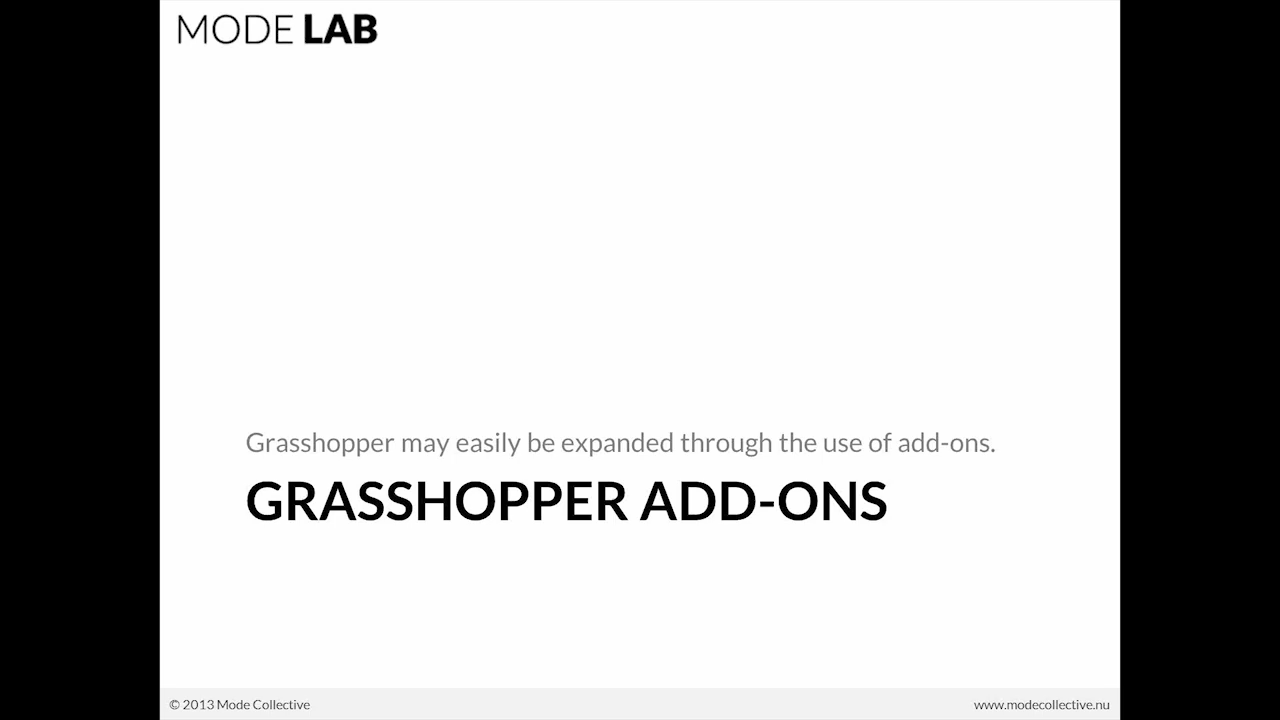 MODE LAB
Grasshopper may easily be expanded through the use of add-ons.
GRASSHOPPER ADD-ONS
© 2013 Mode Collective
www.modecollective.nu